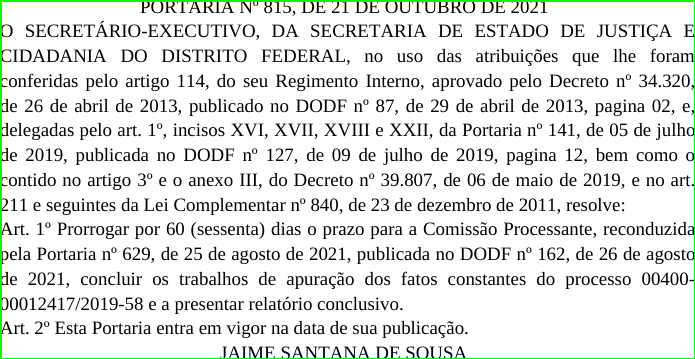 PORTARIA Nº 815, DE 21 DE OUTUBRO DE 2021
O SECRETÁRIO-EXECUTIVO, DA SECRETARIA DE ESTADO DE JUSTIÇA E
CIDADANIA DO DISTRITO FEDERAL, no uso das atribuições que lhe foram
conferidas pelo artigo 114, do seu Regimento Interno, aprovado pelo Decreto nº 34.320,
de 26 de abril de 2013, publicado no DODF nº 87, de 29 de abril de 2013, pagina 02, e,
delegadas pelo art. 1º, incisos XVI, XVII, XVIII e XXII, da Portaria nº 141, de 05 de julho
de 2019, publicada no DODF nº 127, de 09 de julho de 2019, pagina 12, bem como o
contido no artigo 3º e o anexo III, do Decreto nº 39.807, de 06 de maio de 2019, e no art.
211 e seguintes da Lei Complementar nº 840, de 23 de dezembro de 2011, resolve:
Art. 1º Prorrogar por 60 (sessenta) dias o prazo para a Comissão Processante, reconduzida
pela Portaria nº 629, de 25 de agosto de 2021, publicada no DODF nº 162, de 26 de agosto
de 2021, concluir os trabalhos de apuração dos fatos constantes do processo 00400-
00012417/2019-58 e a presentar relatório conclusivo.
Art. 2º Esta Portaria entra em vigor na data de sua publicação.
JAIME SANTANA DE SOUSA